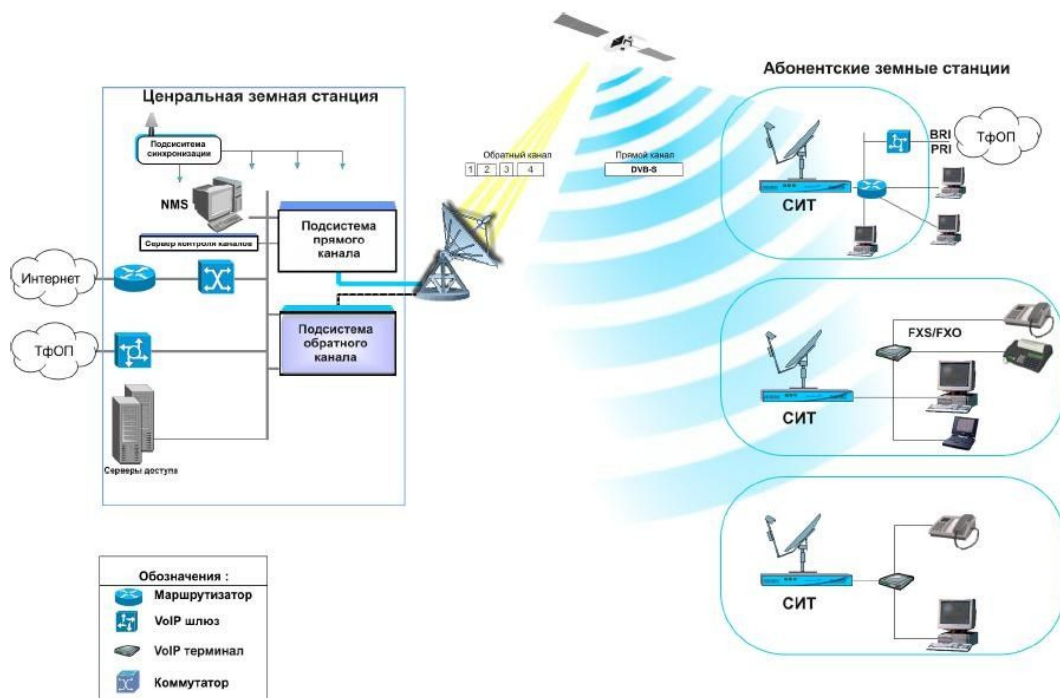 Абонентские земные станции
Ценральная земная станция
Подсиситема
синхронизации
NMS
Сервер контроля каналов
Подсистема
прямого
канала
Подсистема
обратного
канала
Интернет
ТфОП
Серверы доступа
Обратный канал
1 2 3 4
Прямой канал
DVB-S
BRI
PRI
ТфОП
СИТ
FXS/FXO
СИТ
СИТ
Обозначения :
Маршрутизатор
VoIP шлюз
VoIP терминал
Коммутатор